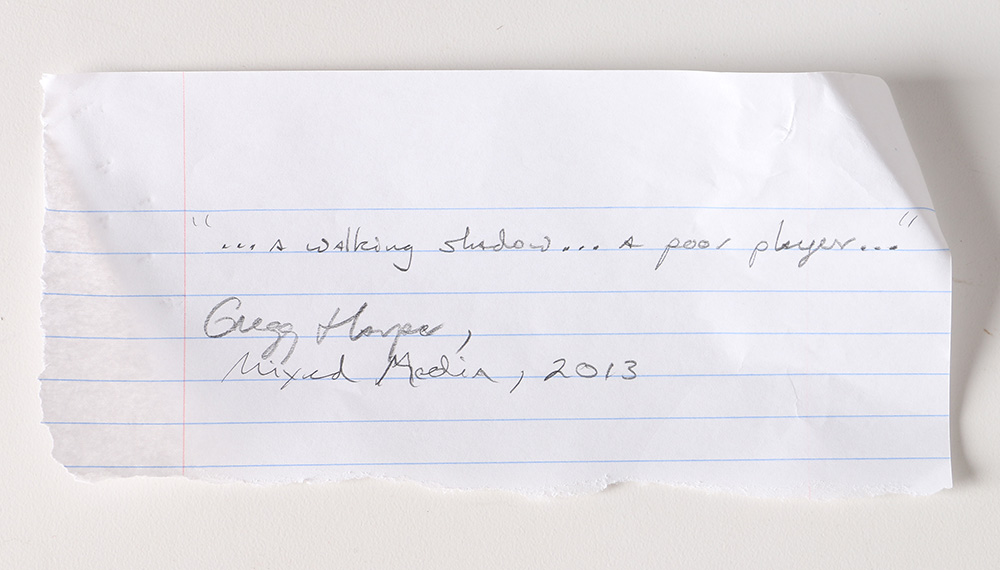 "... a walking shadow... a poor player..."
Gregg Harper,
Mixed Media, 2013